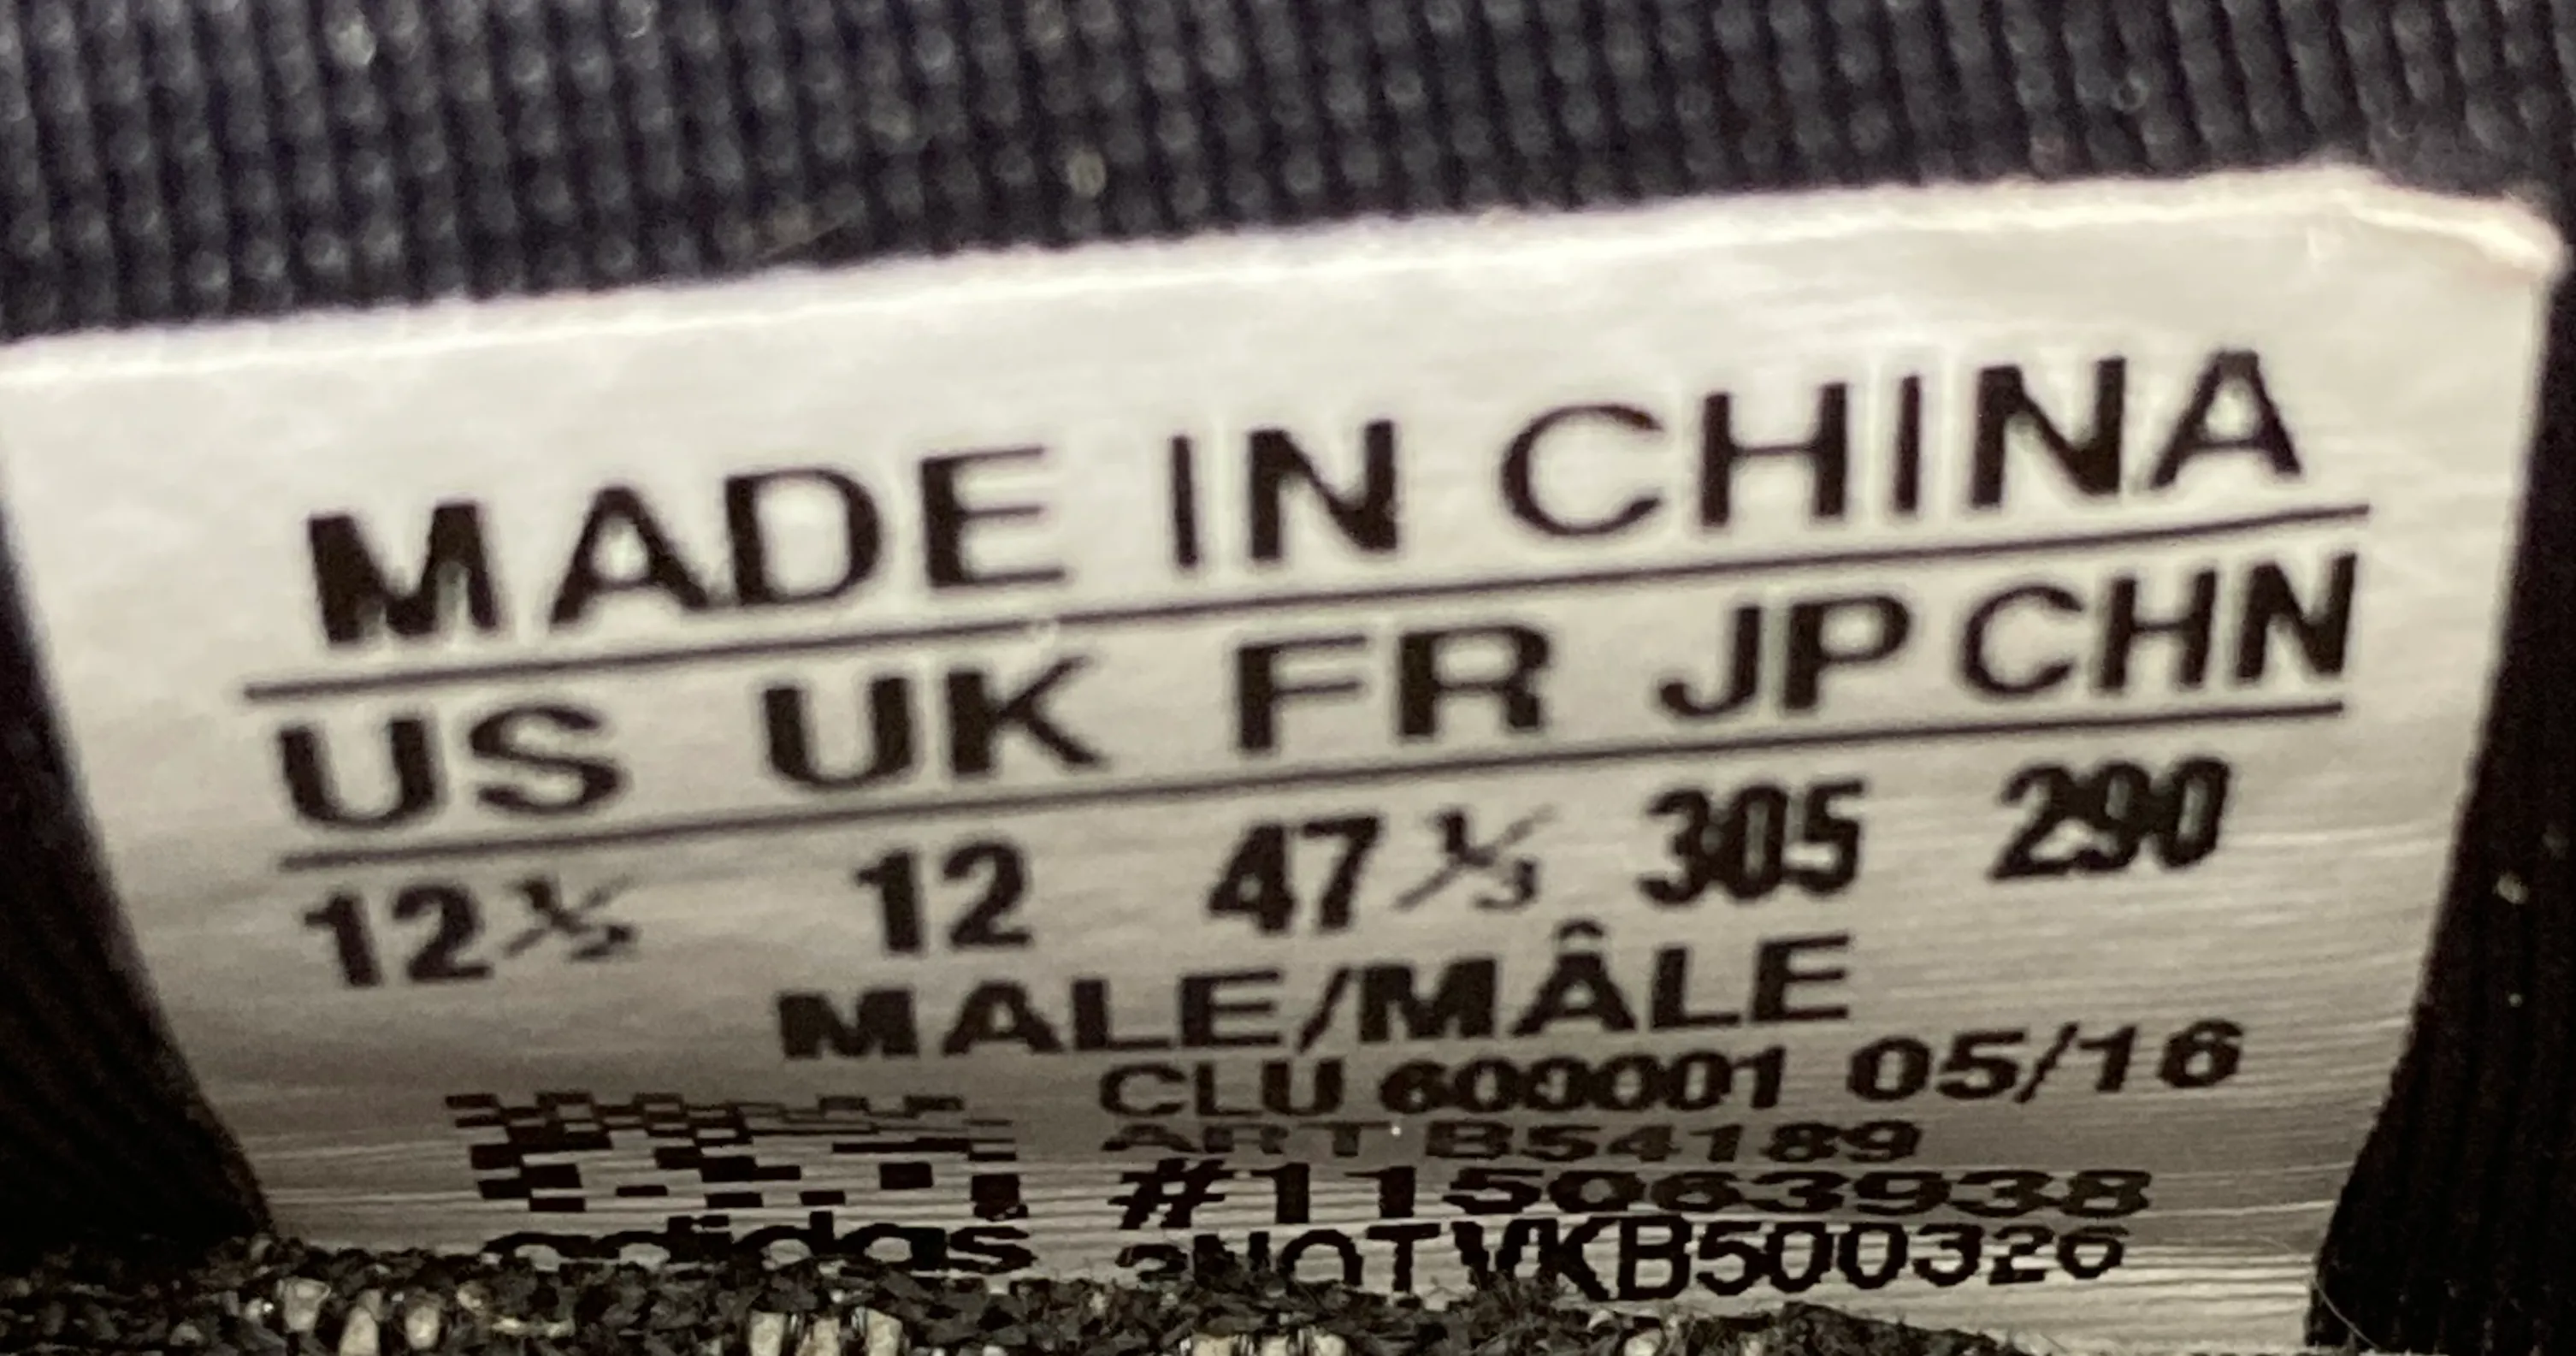 MADE IN CHINA
US UK FR JP CHN
12½ 12 47⅓ 305 290
MALE/MÂLE
CLU 600001 05/16
ART B54189
#115063938
adidas